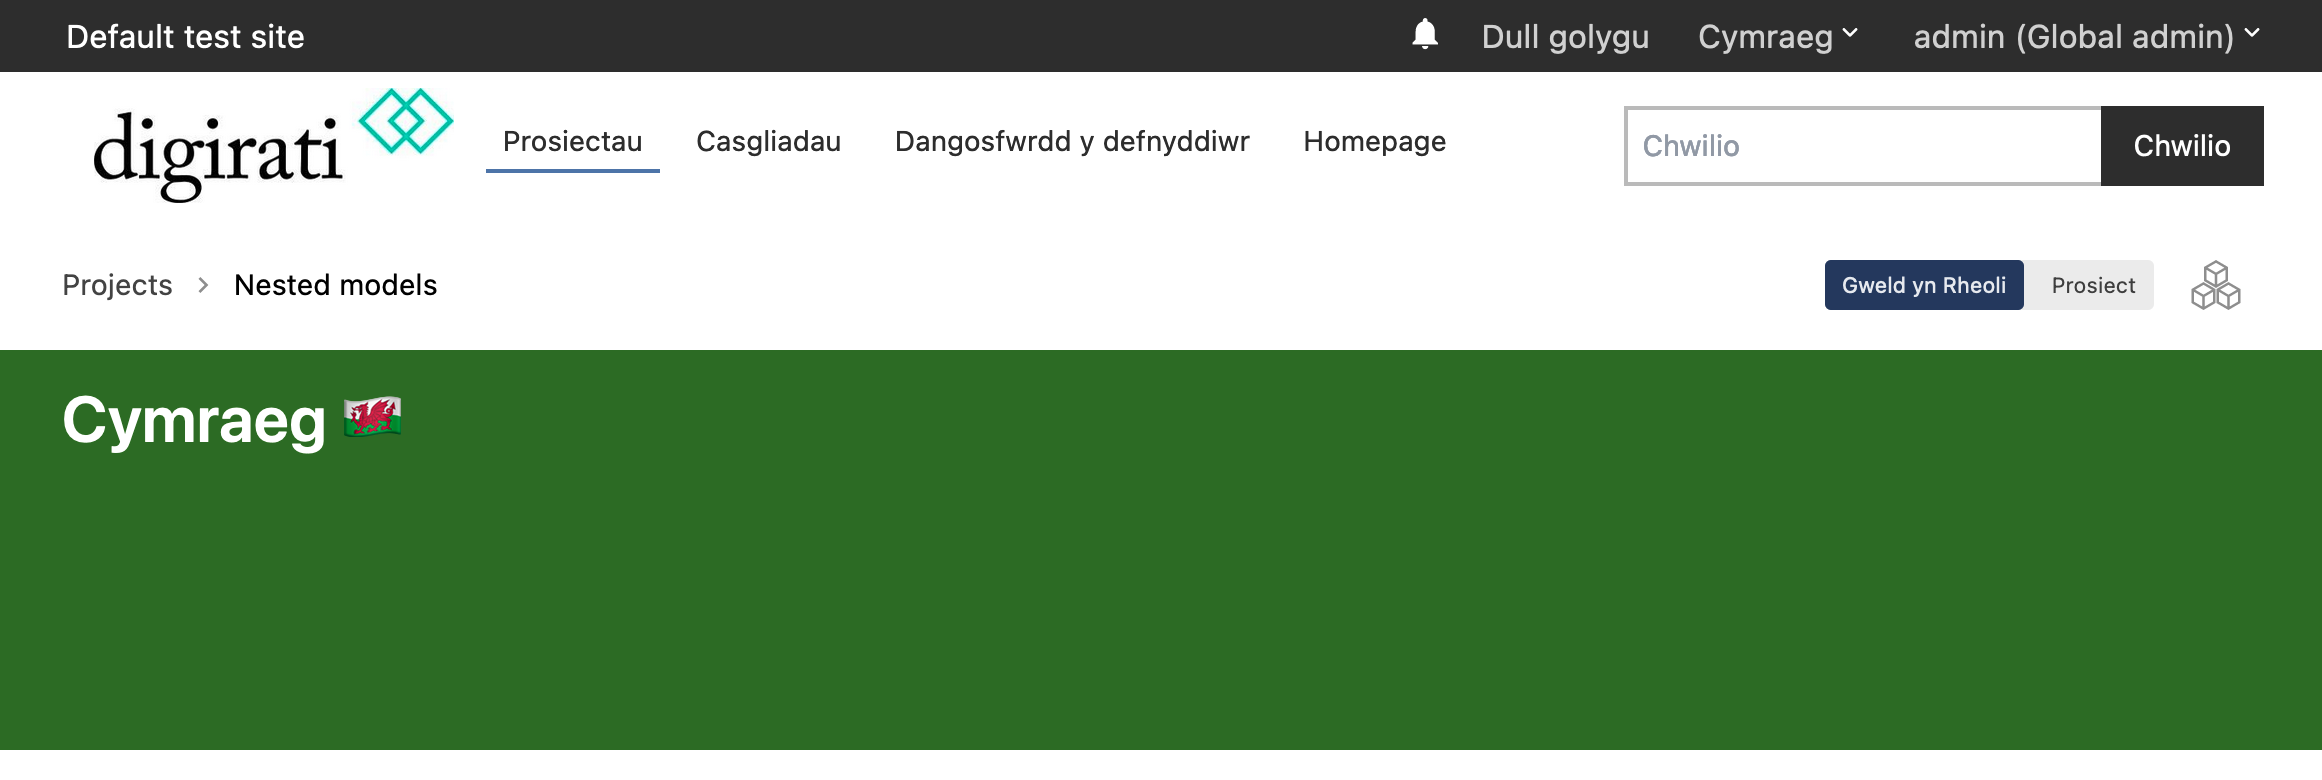 Default test site
Dull golygu
Cymraeg
admin (Global admin)
digirati
Prosiectau
Casgliadau
Dangosfwrdd y defnyddiwr
Homepage
Chwilio
Chwilio
Projects
Nested models
Gweld yn Rheoli
Prosiect
Cymraeg